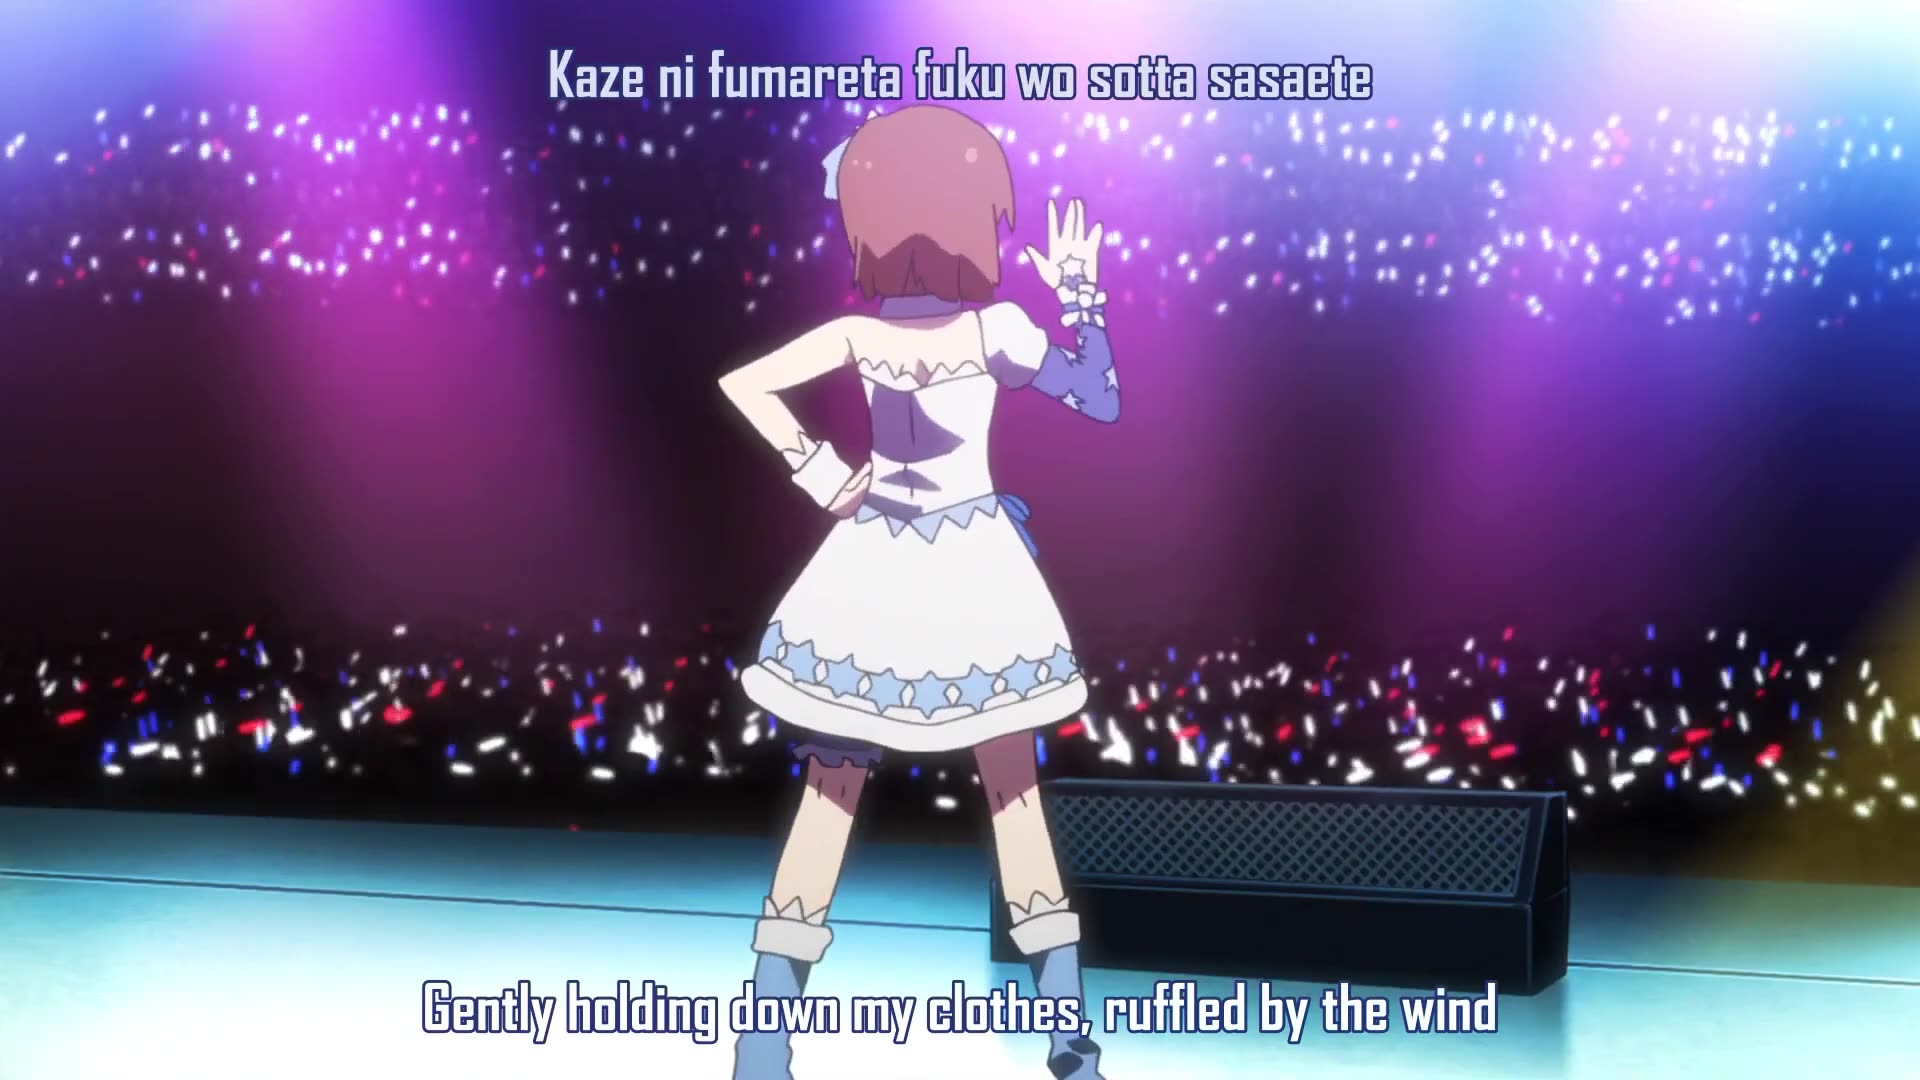 Kaze ni fumareta fuku wo sotta sasaete
Gently holding down my clothes, ruffled by the wind